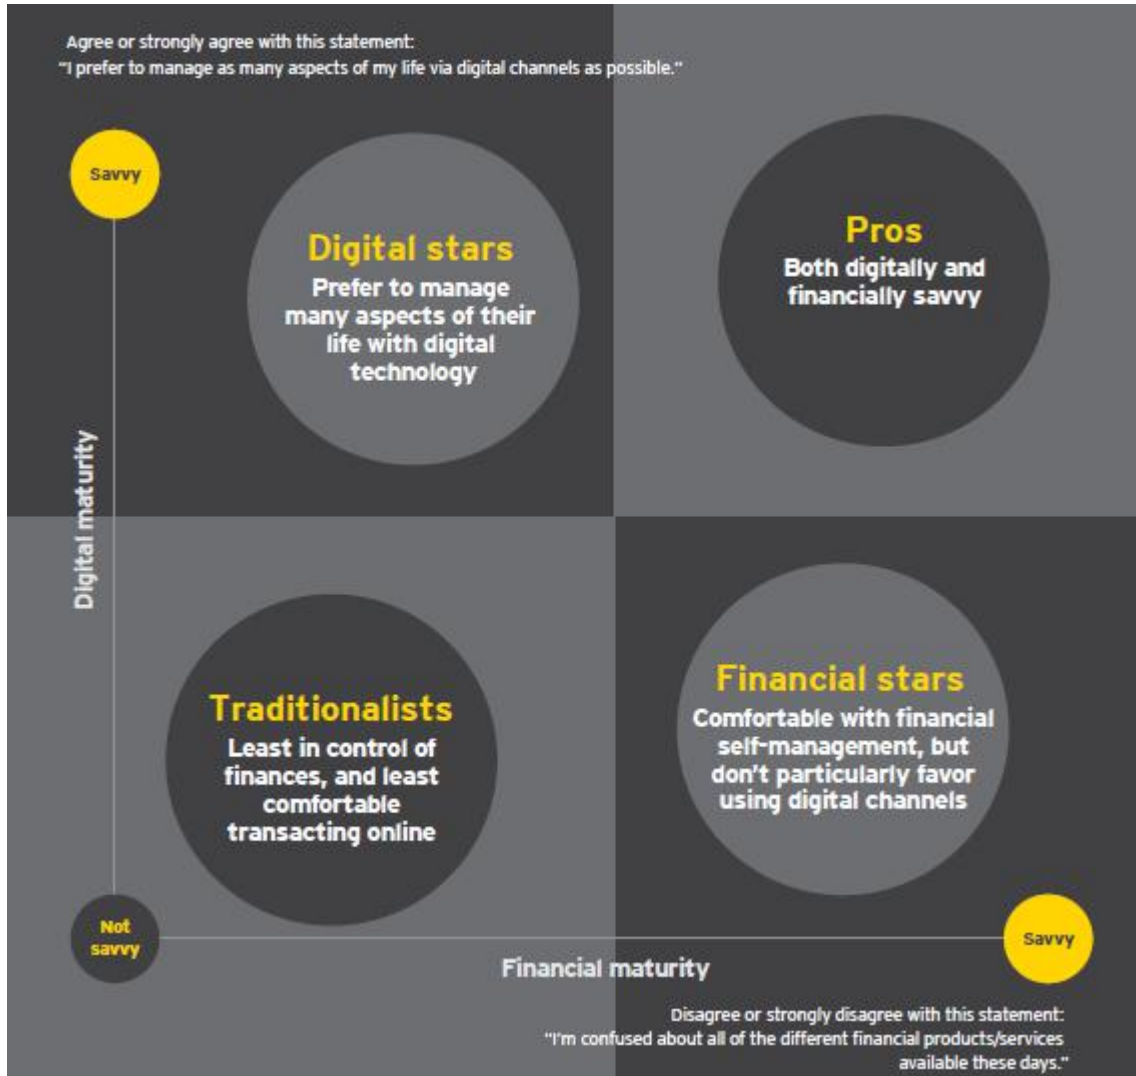 Agree or strongly agree with this statement:
"I prefer to manage as many aspects of my life via digital channels as possible."
Savvy
Digital stars
Prefer to manage
many aspects of their
life with digital
technology
Pros
Both digitally and
financially savvy
Digital maturity
Traditionalists
Least in control of
finances, and least
comfortable
transacting online
Financial stars
Comfortable with financial
self-management, but
don't particularly favor
using digital channels
Not
savvy
Financial maturity
Savvy
Disagree or strongly disagree with this statement:
"I'm confused about all of the different financial products/services
available these days."